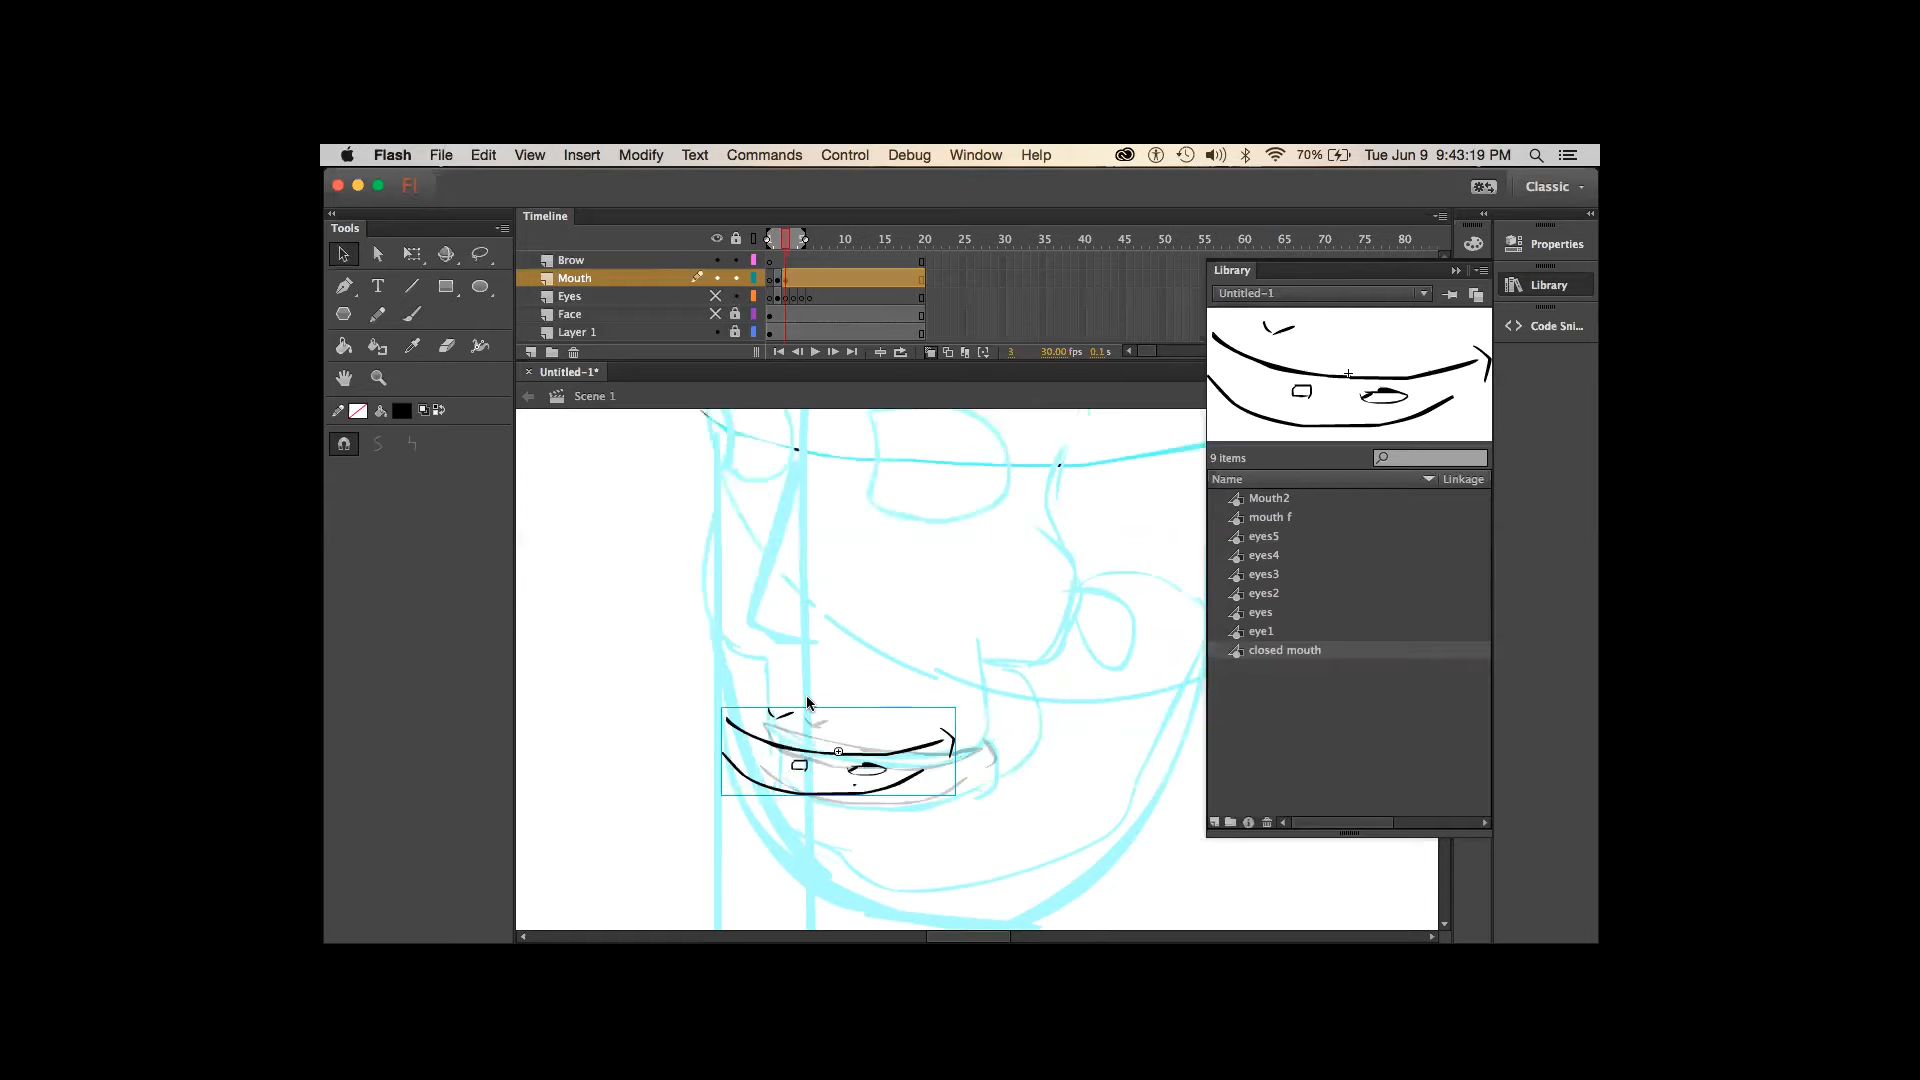 Flash File Edit View Insert Modify Text Commands Control Debug Window Help 70% Tue Jun 9 9:43:19 PM
Fl Classic
Tools
Timeline
5 10 15 20 25 30 35 40 45 50 55 60 65 70 75 80
Brow
Mouth
Eyes
Face
Layer 1
3 30.00 fps 0.1 s
Untitled-1*
Scene 1
T
Library
Untitled-1
9 items
Name Linkage
Mouth2
mouth f
eyes5
eyes4
eyes3
eyes2
eyes
eye1
closed mouth
Properties
Library
Code Sni...